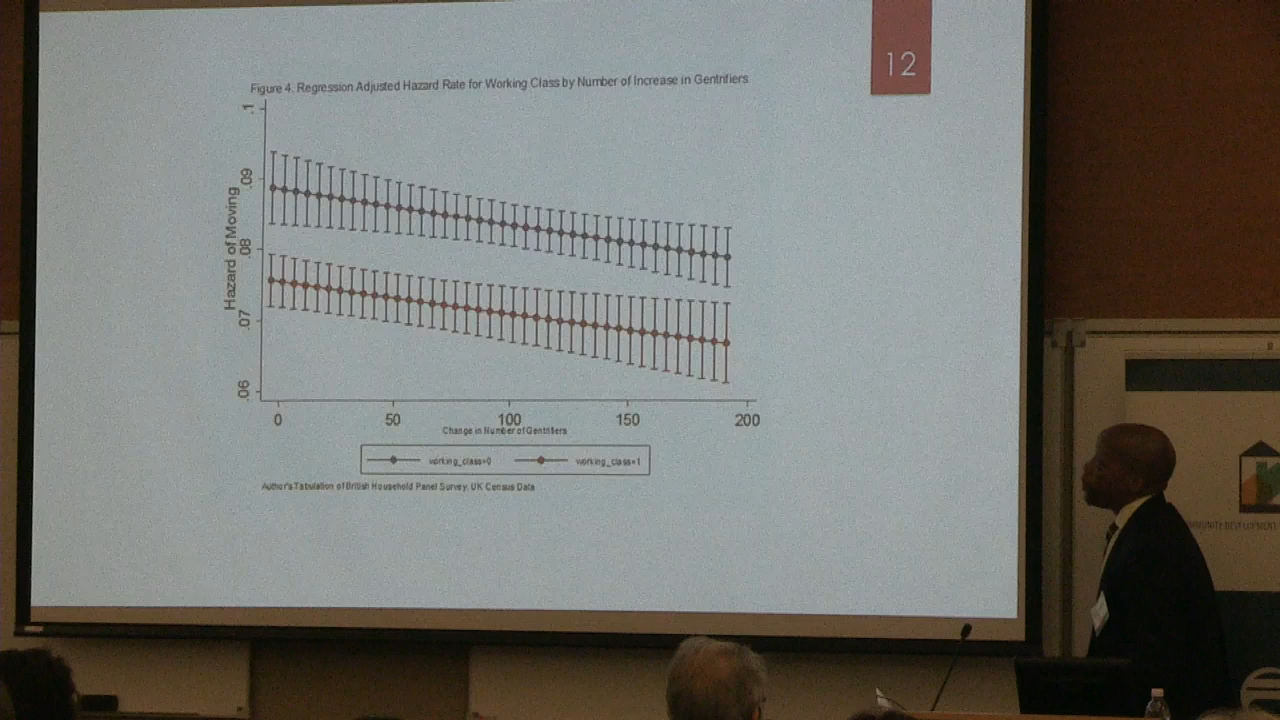 12
Figure 4. Regression Adjusted Hazard Rate for Working Class by Number of Increase in Gentrifiers
.1
.09
.08
.07
.06
Hazard of Moving
0 50 100 150 200
Change in Number of Gentrifiers
working_class=0 working_class=1
Author's Tabulation of British Household Panel Survey, UK Census Data
DEVELOPMENT